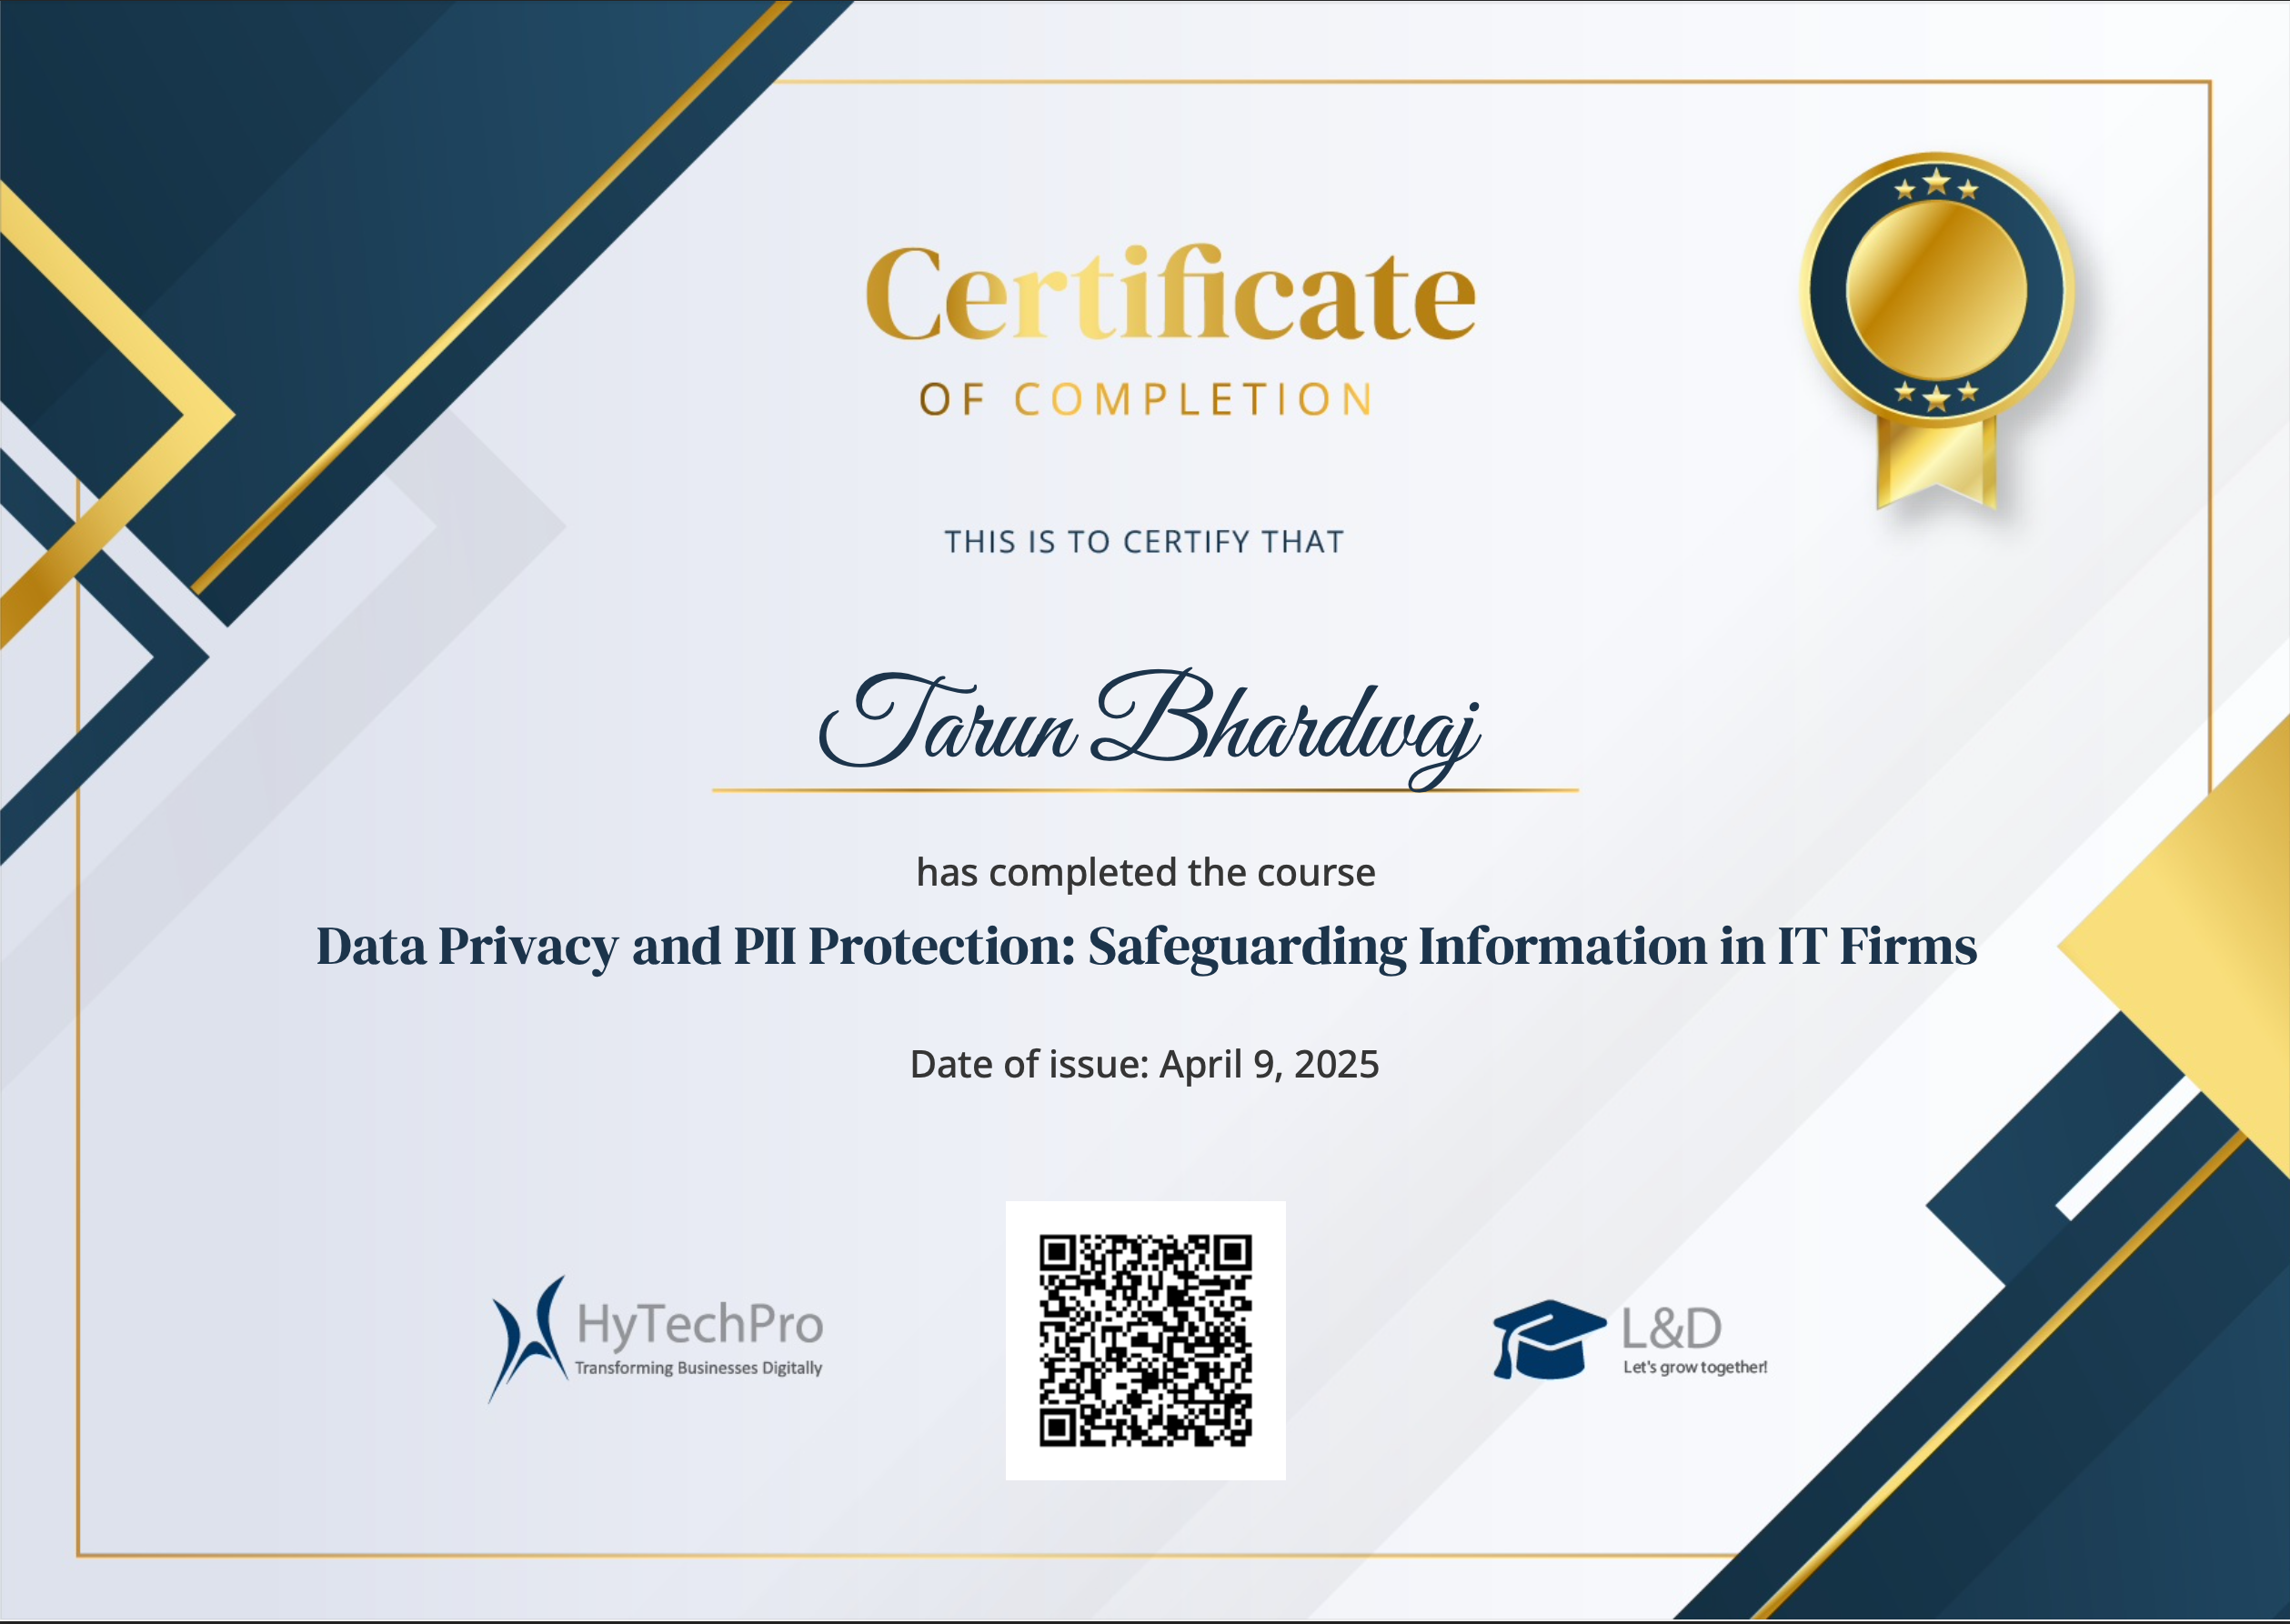 Certificate
OF COMPLETION
THIS IS TO CERTIFY THAT
Tarun Bhardwaj
has completed the course
Data Privacy and PII Protection: Safeguarding Information in IT Firms
Date of issue: April 9, 2025
HyTechPro
Transforming Businesses Digitally
L&D
Let's grow together!